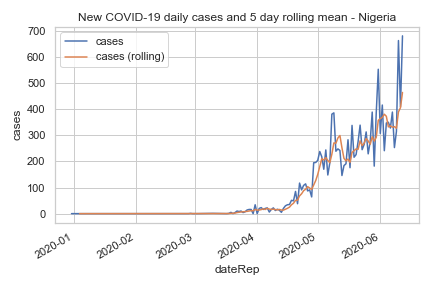 New COVID-19 daily cases and 5 day rolling mean - Nigeria
cases
cases (rolling)
700
600
500
400
300
200
100
0
cases
2020-01
2020-02
2020-03
2020-04
2020-05
2020-06
dateRep